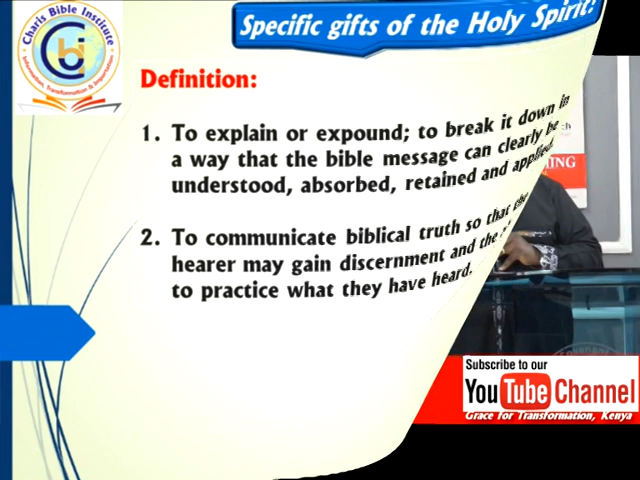 Charis Bible Institute
Information, Transformation & Impartation
Specific gifts of the Holy Spirit!
Definition:
1. To explain or expound; to break it down in
a way that the bible message can clearly be
understood, absorbed, retained and applied.
2. To communicate biblical truth so that the
hearer may gain discernment and the
to practice what they have heard.
Subscribe to our
YouTube Channel
Grace for Transformation, Kenya